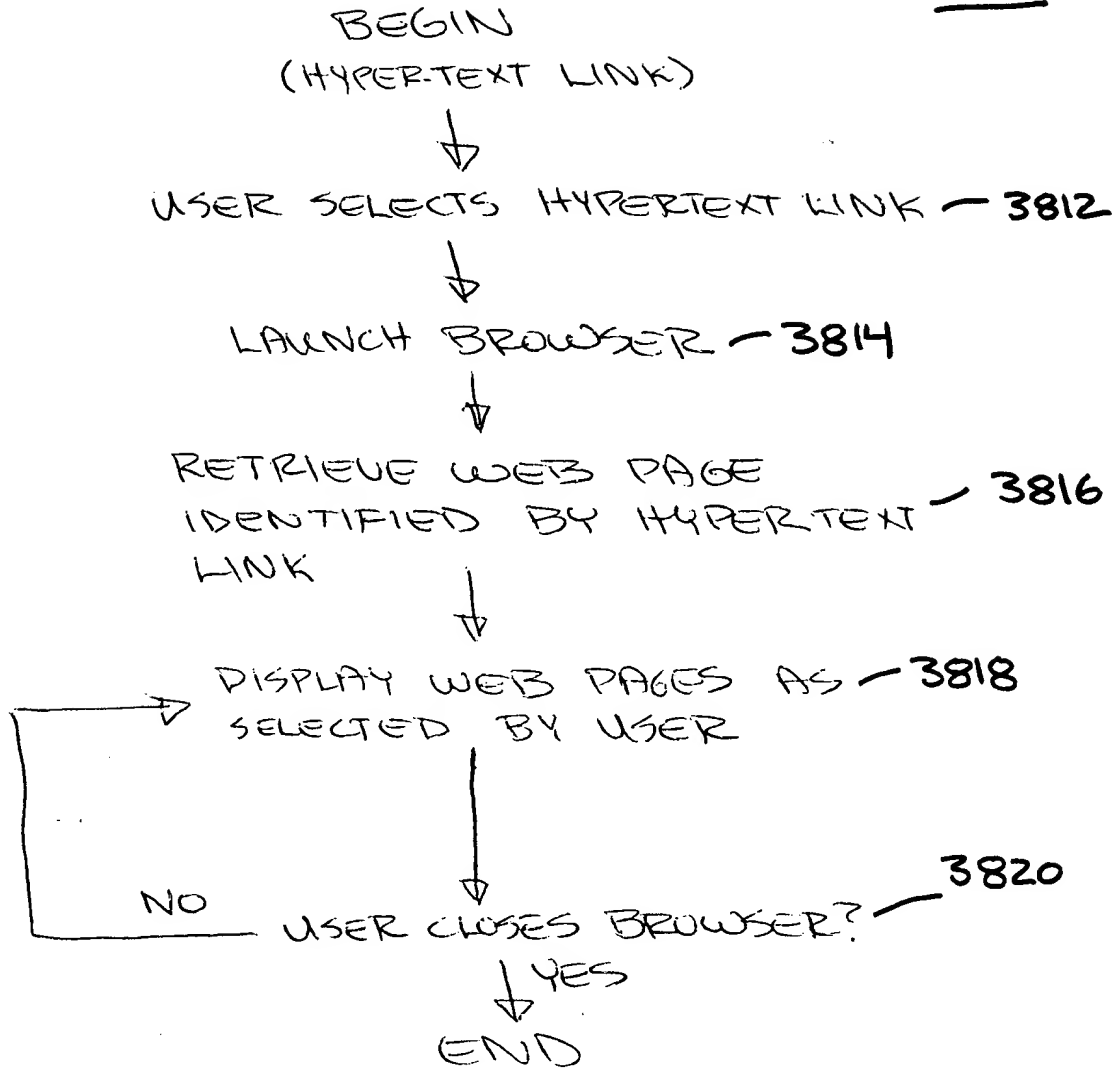 BEGIN
(HYPER-TEXT LINK)
USER SELECTS HYPERTEXT LINK 3812
LAUNCH BROWSER 3814
RETRIEVE WEB PAGE
IDENTIFIED BY HYPERTEXT 3816
LINK
DISPLAY WEB PAGES AS 3818
SELECTED BY USER
3820
NO
USER CLOSES BROWSER?
YES
END